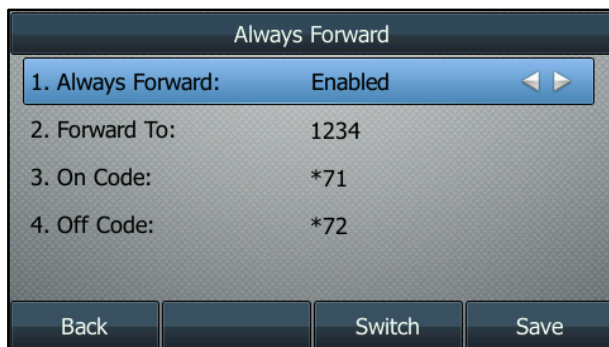 Always Forward
1. Always Forward: Enabled
2. Forward To: 1234
3. On Code: *71
4. Off Code: *72
Back Switch Save